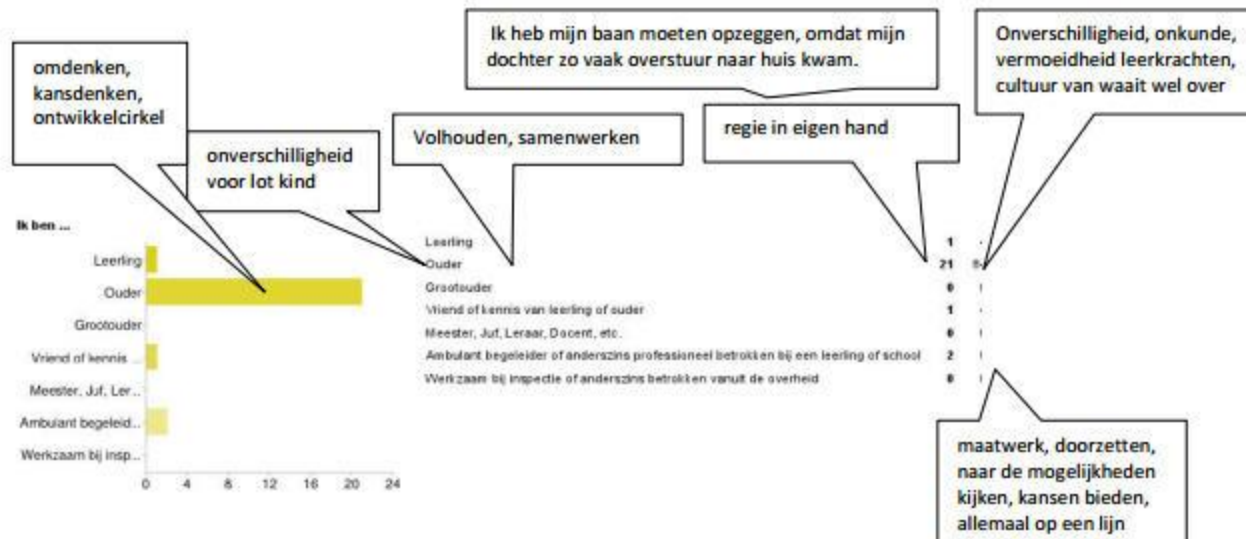 omdenken,
kansdenken,
ontwikkelcirkel
onverschilligheid
voor lot kind
Volhouden, samenwerken
Ik heb mijn baan moeten opzeggen, omdat mijn
dochter zo vaak overstuur naar huis kwam.
regie in eigen hand
Onverschilligheid, onkunde,
vermoeidheid leerkrachten,
cultuur van waait wel over
Ik ben ...
Leerling
Ouder
Grootouder
Vriend of kennis ...
Meester, Juf, Ler...
Ambulant begeleid...
Werkzaam bij insp...
0 4 8 12 16 20 24
Leerling 1
Ouder 21
Grootouder 0
Vriend of kennis van leerling of ouder 1
Meester, Juf, Leraar, Docent, etc. 0
Ambulant begeleider of anderszins professioneel betrokken bij een leerling of school 2
Werkzaam bij inspectie of anderszins betrokken vanuit de overheid 0
maatwerk, doorzetten,
naar de mogelijkheden
kijken, kansen bieden,
allemaal op een lijn